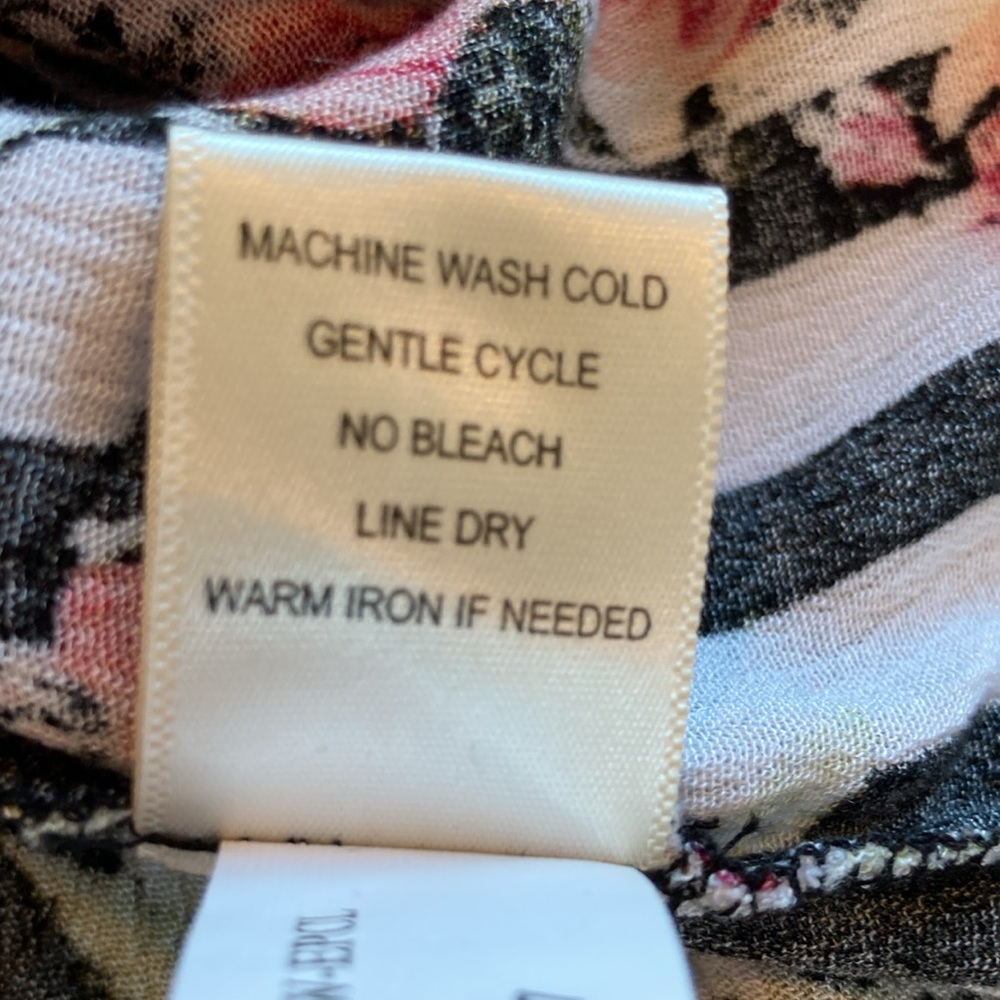 MACHINE WASH COLD
GENTLE CYCLE
NO BLEACH
LINE DRY
WARM IRON IF NEEDED